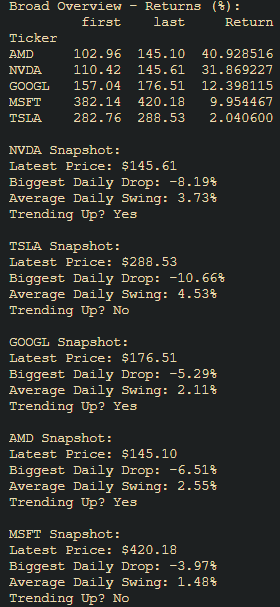 Broad Overview - Returns (%):
first last Return
Ticker
AMD 102.96 145.10 40.928516
NVDA 110.42 145.61 31.869227
GOOGL 157.04 176.51 12.398115
MSFT 382.14 420.18 9.954467
TSLA 282.76 288.53 2.040600
NVDA Snapshot:
Latest Price: $145.61
Biggest Daily Drop: -8.19%
Average Daily Swing: 3.73%
Trending Up? Yes
TSLA Snapshot:
Latest Price: $288.53
Biggest Daily Drop: -10.66%
Average Daily Swing: 4.53%
Trending Up? No
GOOGL Snapshot:
Latest Price: $176.51
Biggest Daily Drop: -5.29%
Average Daily Swing: 2.11%
Trending Up? Yes
AMD Snapshot:
Latest Price: $145.10
Biggest Daily Drop: -6.51%
Average Daily Swing: 2.55%
Trending Up? Yes
MSFT Snapshot:
Latest Price: $420.18
Biggest Daily Drop: -3.97%
Average Daily Swing: 1.48%
Trending Up? No